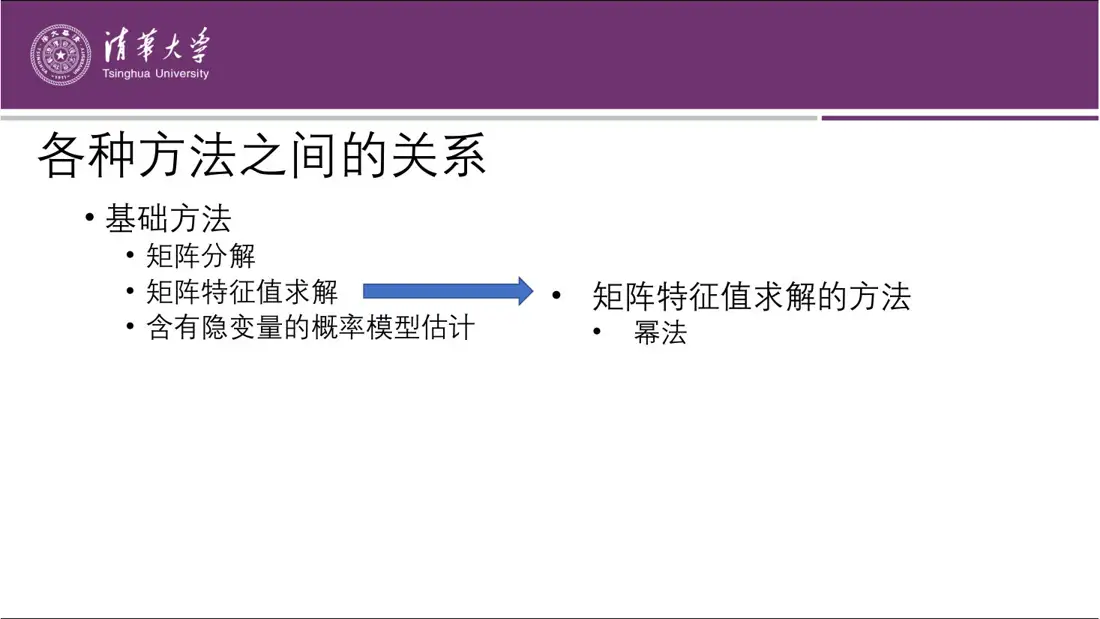 清华大学
Tsinghua University
各种方法之间的关系
• 基础方法
• 矩阵分解
• 矩阵特征值求解
• 含有隐变量的概率模型估计
• 矩阵特征值求解的方法
• 幂法